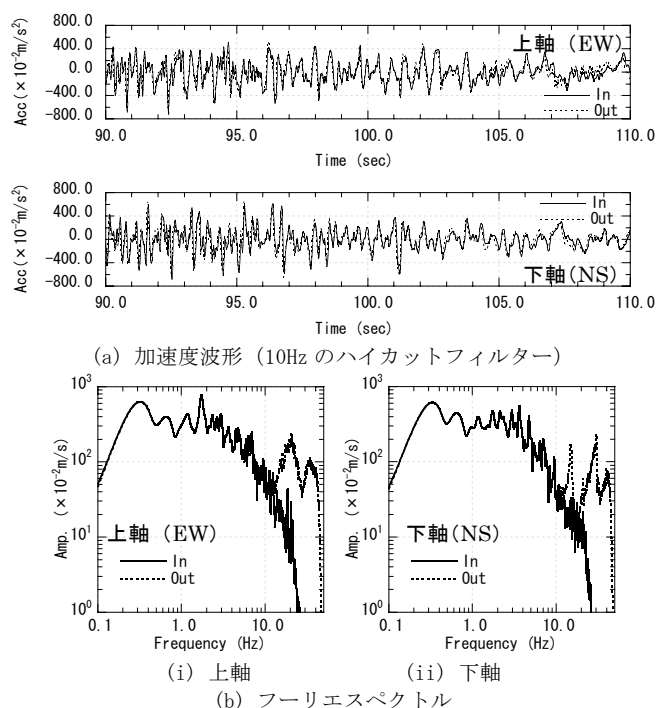 800.0
400.0
0.0
-400.0
-800.0
Acc(×10⁻²m/s²)
上軸 (EW)
In
Out
90.0 95.0 100.0 105.0 110.0
Time (sec)
800.0
400.0
0.0
-400.0
-800.0
Acc(×10⁻²m/s²)
In
Out
下軸(NS)
90.0 95.0 100.0 105.0 110.0
Time (sec)
(a) 加速度波形 (10Hz のハイカットフィルター)
10³
10²
10¹
10⁰
Amp. (×10⁻²m/s)
上軸 (EW)
In
Out
0.1 1.0 10.0
Frequency (Hz)
(i) 上軸
10³
10²
10¹
10⁰
Amp. (×10⁻²m/s)
下軸(NS)
In
Out
0.1 1.0 10.0
Frequency (Hz)
(ii) 下軸
(b) フーリエスペクトル